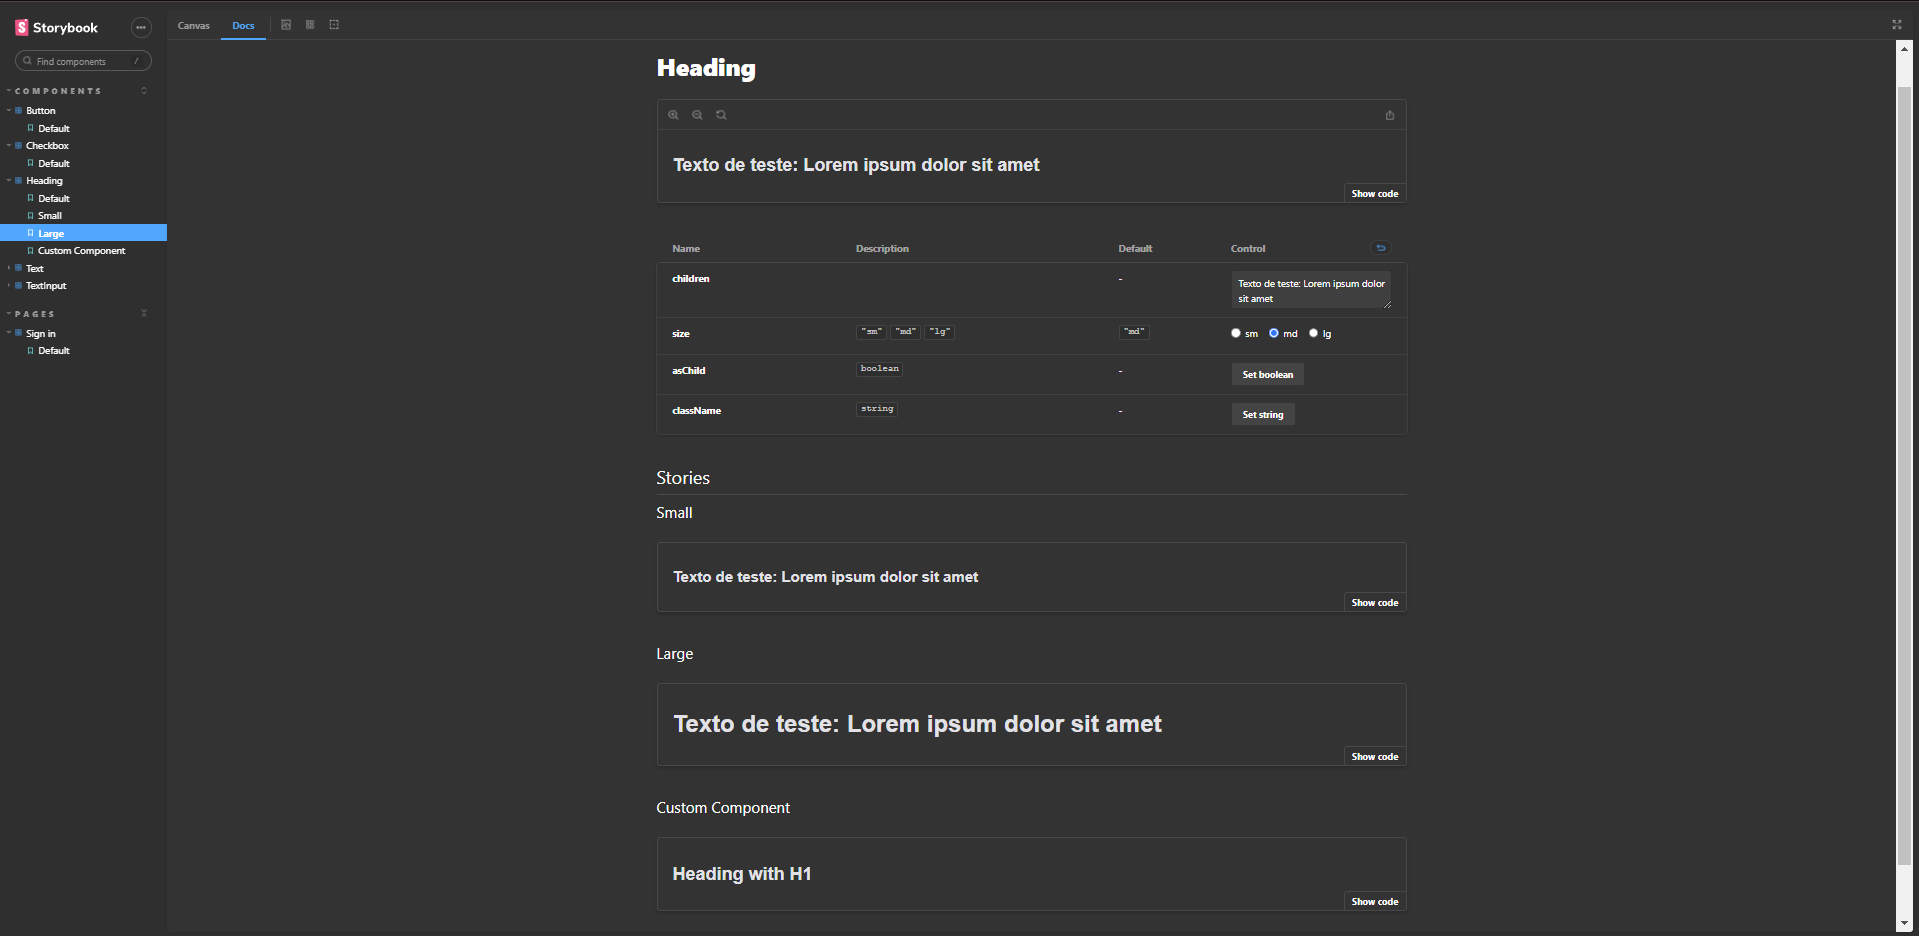 Storybook
Find components
/
COMPONENTS
Button
Default
Checkbox
Default
Heading
Default
Small
Large
Custom Component
Text
TextInput
PAGES
Sign in
Default
Canvas Docs
Heading
Texto de teste: Lorem ipsum dolor sit amet
Show code
Name Description Default Control
children - Texto de teste: Lorem ipsum dolor
sit amet
size "sm" "md" "lg" "md" sm md lg
asChild boolean - Set boolean
className string - Set string
Stories
Small
Texto de teste: Lorem ipsum dolor sit amet
Show code
Large
Texto de teste: Lorem ipsum dolor sit amet
Show code
Custom Component
Heading with H1
Show code